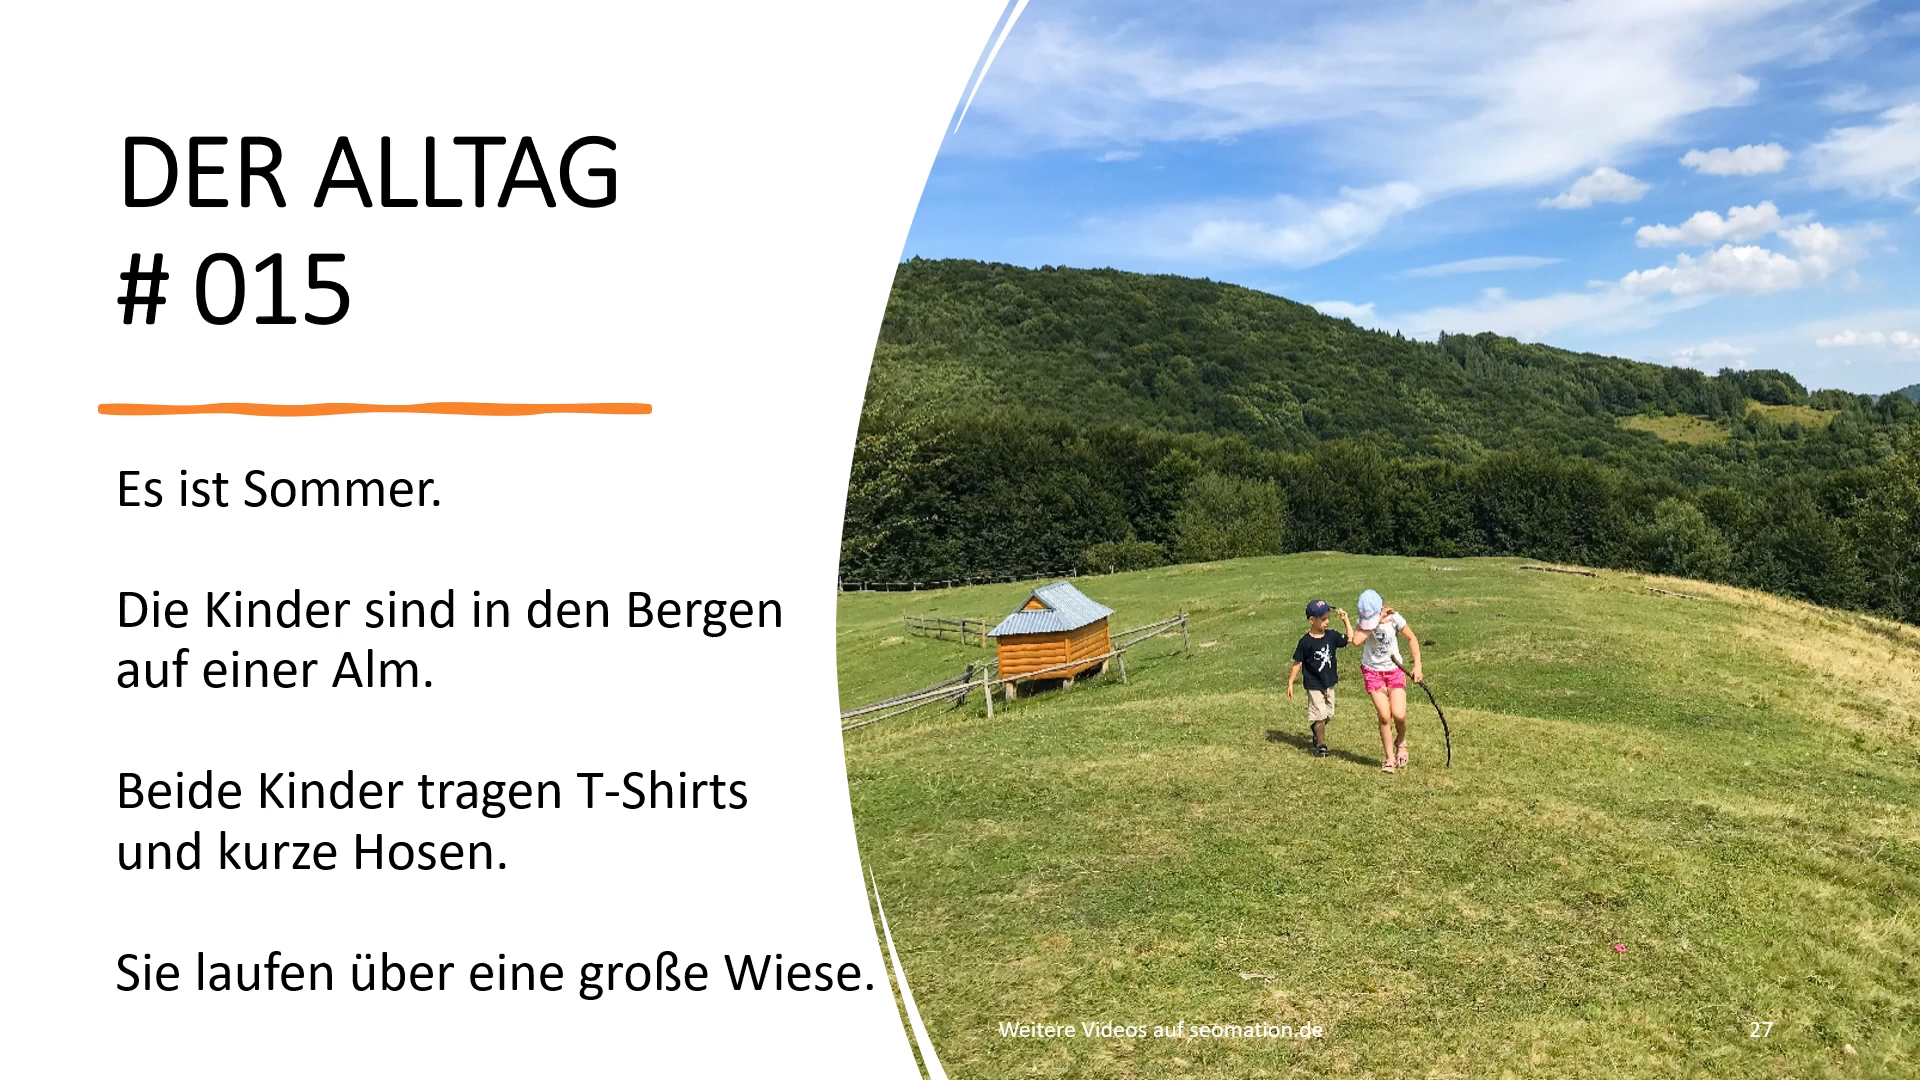 DER ALLTAG
# 015
Es ist Sommer.
Die Kinder sind in den Bergen
auf einer Alm.
Beide Kinder tragen T-Shirts
und kurze Hosen.
Sie laufen über eine große Wiese.
Weitere Videos auf seomation.de
27